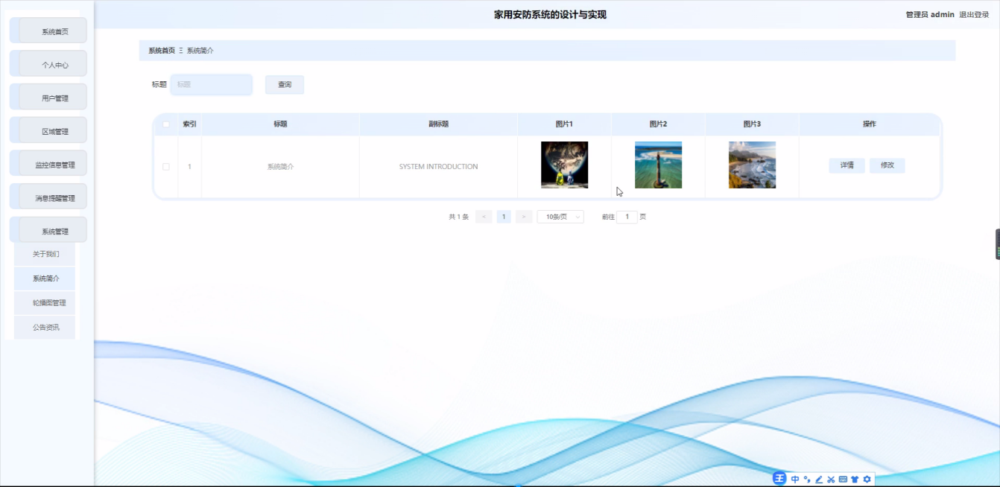 家用安防系统的设计与实现
管理员 admin 退出登录
系统首页
个人中心
用户管理
区域管理
监控信息管理
消息提醒管理
系统管理
关于我们
系统简介
轮播图管理
公告资讯
系统首页 Ξ 系统简介
标题 标题 查询
索引 标题 副标题 图片1 图片2 图片3 操作
1 系统简介 SYSTEM INTRODUCTION 详情 修改
共 1 条 < 1 > 10条/页 前往 1 页
王 中 °,